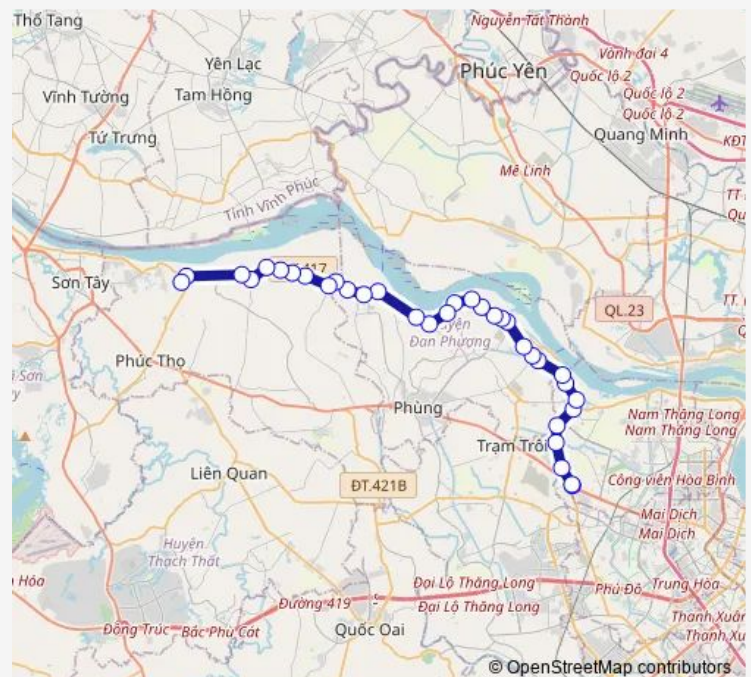 Thổ Tang
Nguyễn Tất Thành
Yên Lạc
Phúc Yên
Vành đai 4
Vĩnh Tường
Tam Hồng
Quốc lộ 2
Quốc lộ 2
Quốc lộ 2
Tứ Trưng
Quang Minh
Mê Linh
Tỉnh Vĩnh Phúc
417
Sơn Tây
QL.23
Đan Phượng
Phúc Thọ
Phùng
Nam Thăng Long
Nam Thăng Long
Trạm Trôi
Liên Quan
Công viên Hòa Bình
ĐT.421B
Mai Dịch
Mai Dịch
Huyện
Thạch Thất
Đại Lộ Thăng Long
Đại Lộ Thăng Long
Phú Đô
Trung Hòa
Đường 419
Thanh Xuân
Đồng Trúc
Bắc Phú Cát
Quốc Oai
© OpenStreetMap contributors